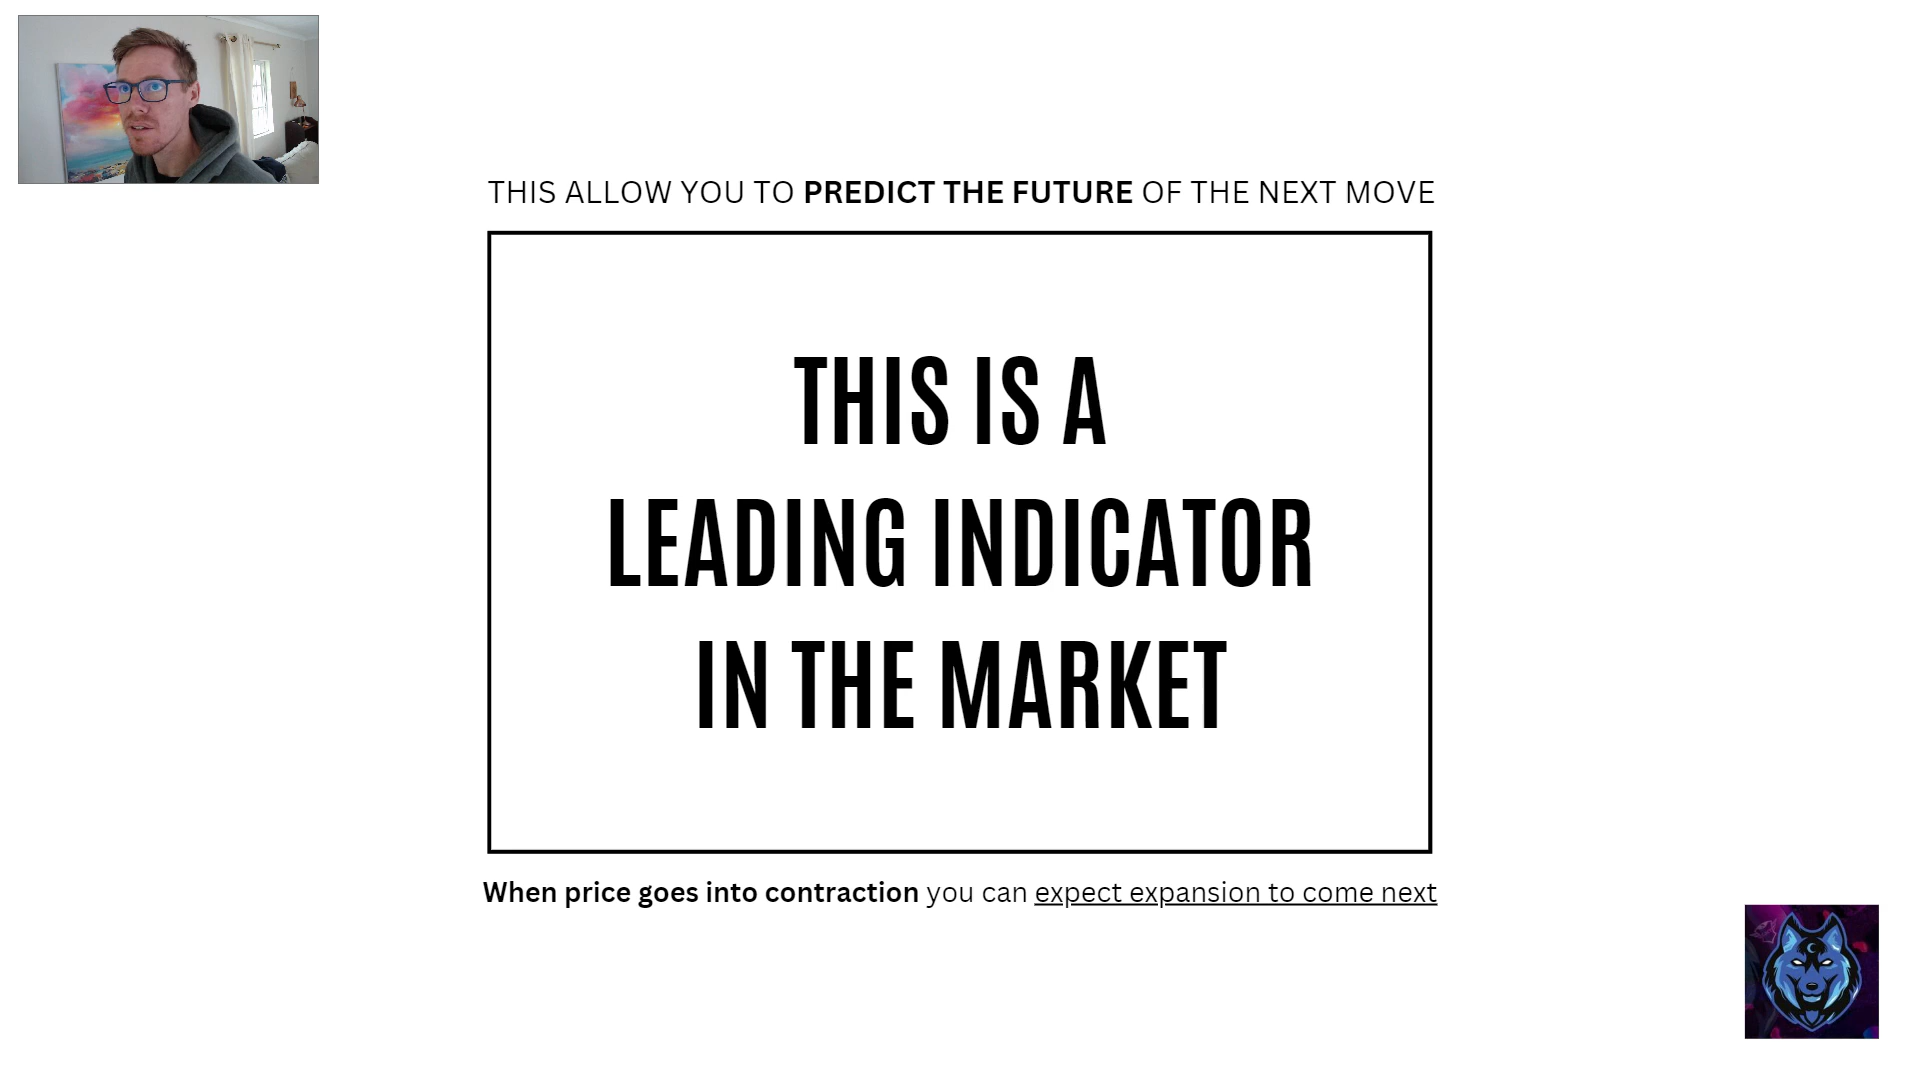 THIS ALLOW YOU TO PREDICT THE FUTURE OF THE NEXT MOVE
THIS IS A
LEADING INDICATOR
IN THE MARKET
When price goes into contraction you can expect expansion to come next